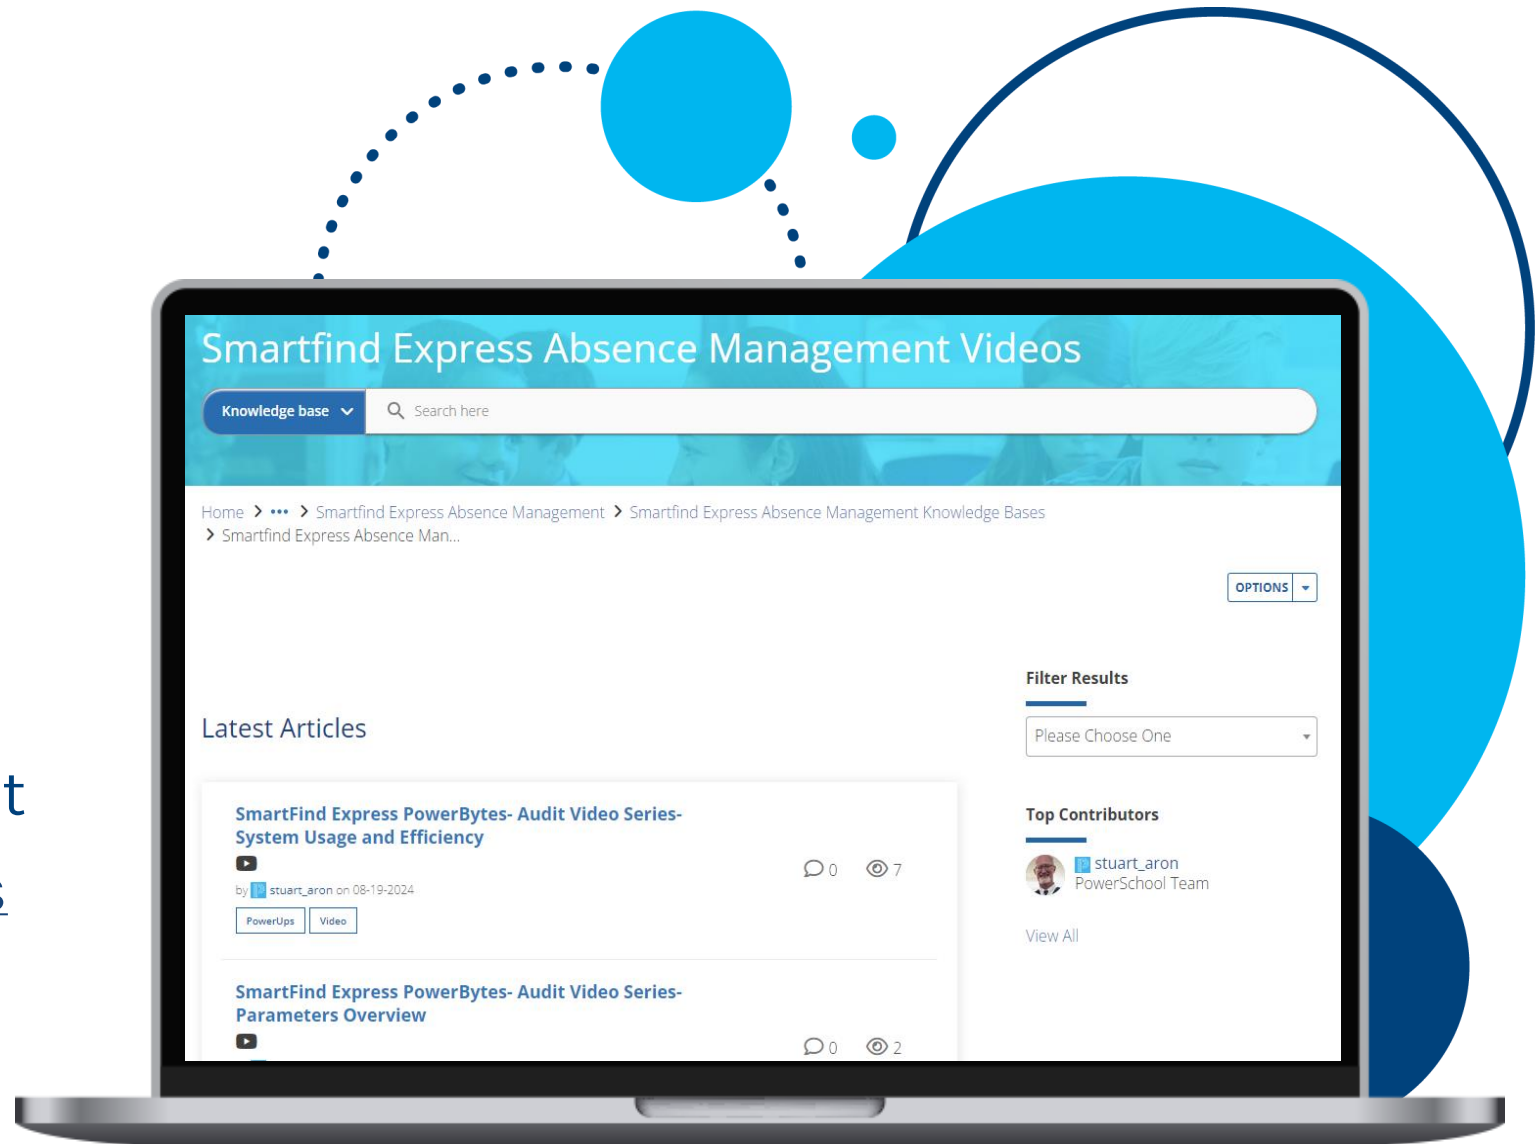 Smartfind Express Absence Management Videos
Knowledge base
Search here
Home > ••• > Smartfind Express Absence Management > Smartfind Express Absence Management Knowledge Bases
> Smartfind Express Absence Man...
OPTIONS
Latest Articles
SmartFind Express PowerBytes- Audit Video Series-
System Usage and Efficiency
0 7
by stuart_aron on 08-19-2024
PowerUps Video
SmartFind Express PowerBytes- Audit Video Series-
Parameters Overview
0 2
Filter Results
Please Choose One
Top Contributors
stuart_aron
PowerSchool Team
View All
t
s